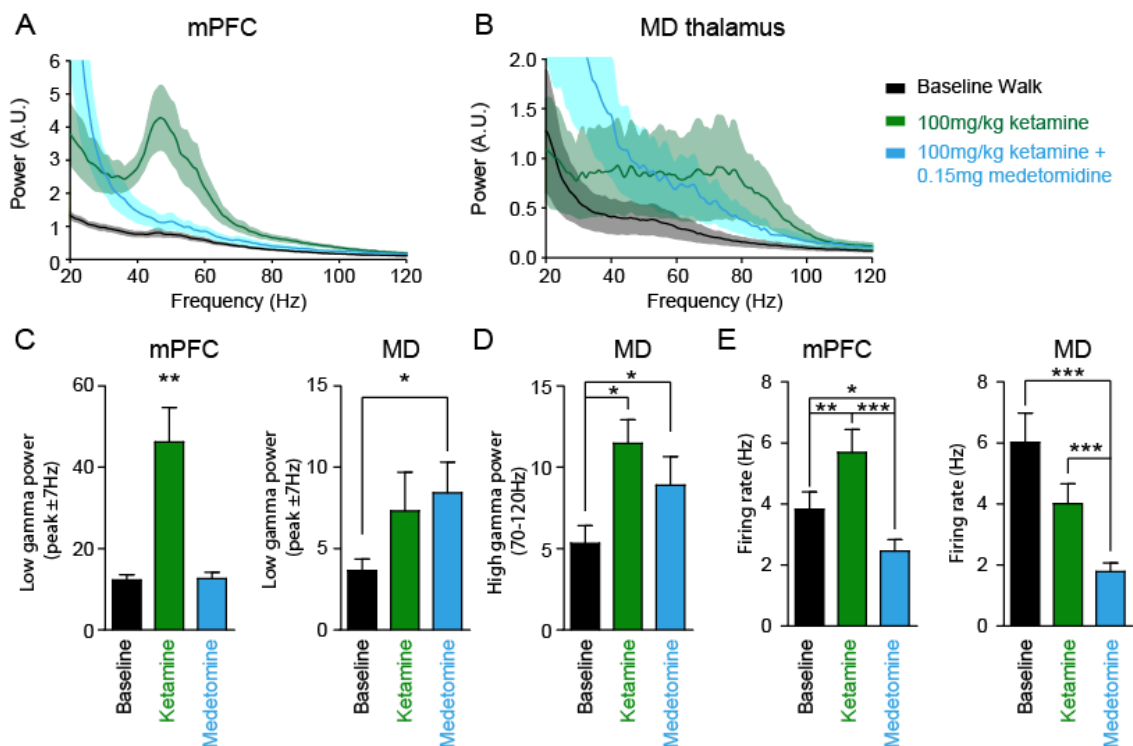 A
mPFC
Power (A.U.)
6
5
4
3
2
1
0
20
40
60
80
100
120
Frequency (Hz)
B
MD thalamus
Power (A.U.)
2.0
1.5
1.0
0.5
0.0
20
40
60
80
100
120
Frequency (Hz)
Baseline Walk
100mg/kg ketamine
100mg/kg ketamine +
0.15mg medetomidine
C
mPFC
**
Low gamma power
(peak ±7Hz)
60
40
20
0
Baseline
Ketamine
Medetomine
MD
*
Low gamma power
(peak ±7Hz)
15
10
5
0
Baseline
Ketamine
Medetomine
D
MD
*
*
High gamma power
(70-120Hz)
15
10
5
0
Baseline
Ketamine
Medetomine
E
mPFC
*
** ***
Firing rate (Hz)
8
6
4
2
0
Baseline
Ketamine
Medetomine
MD
***
***
Firing rate (Hz)
8
6
4
2
0
Baseline
Ketamine
Medetomine